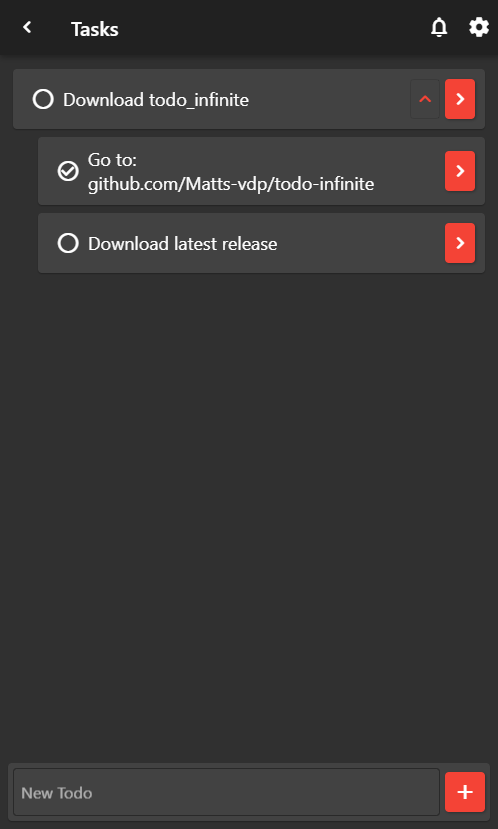 Tasks
Download todo_infinite
Go to:
github.com/Matts-vdp/todo-infinite
Download latest release
New Todo